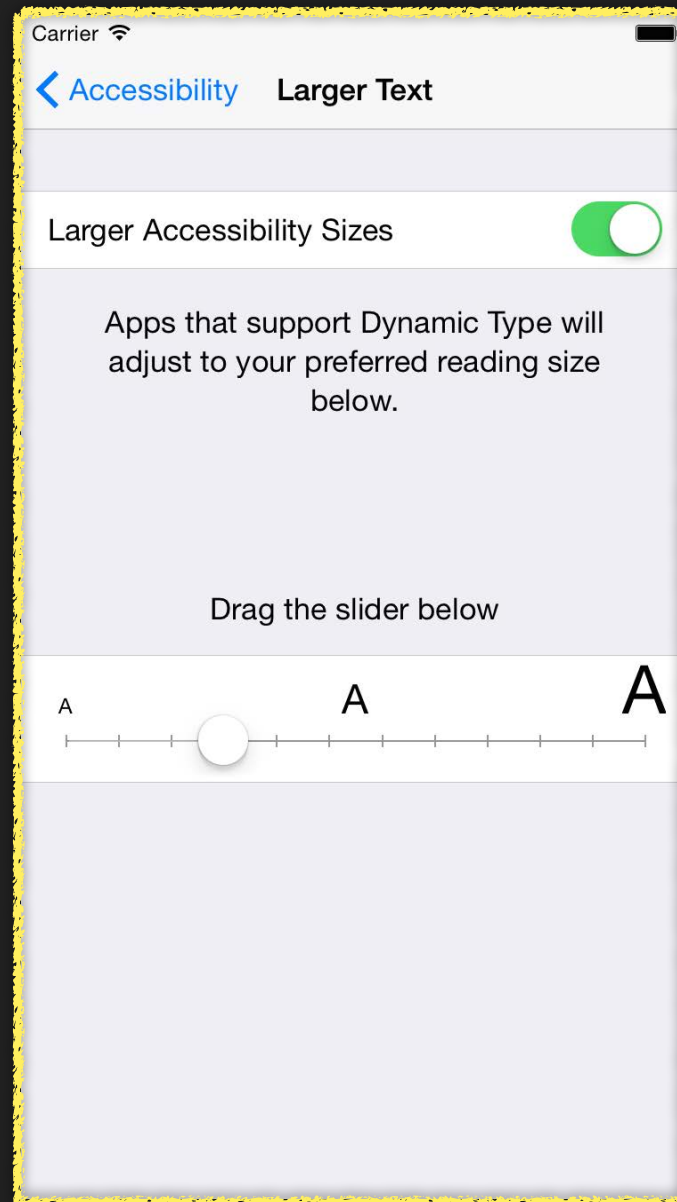 Carrier
Accessibility Larger Text
Larger Accessibility Sizes
Apps that support Dynamic Type will
adjust to your preferred reading size
below.
Drag the slider below
A A A